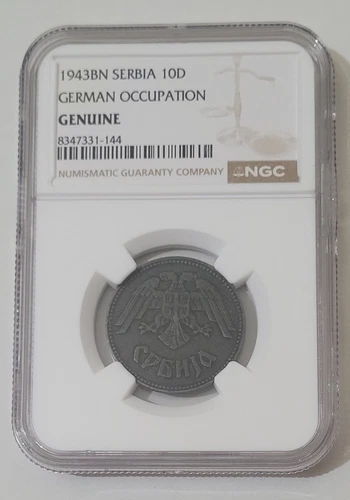 1943BN SERBIA 10D
GERMAN OCCUPATION
GENUINE
8347331-144
NUMISMATIC GUARANTY COMPANY NGC
СРБИЈА